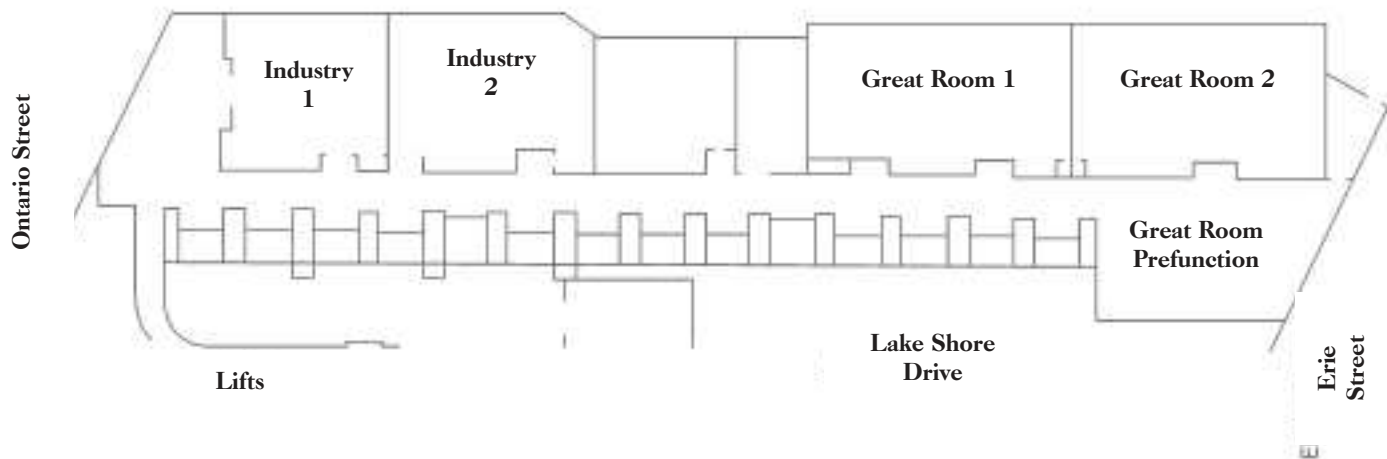 Industry
1
Industry
2
Great Room 1
Great Room 2
Ontario Street
Great Room
Prefunction
Lake Shore
Drive
Lifts
Erie
Street
E